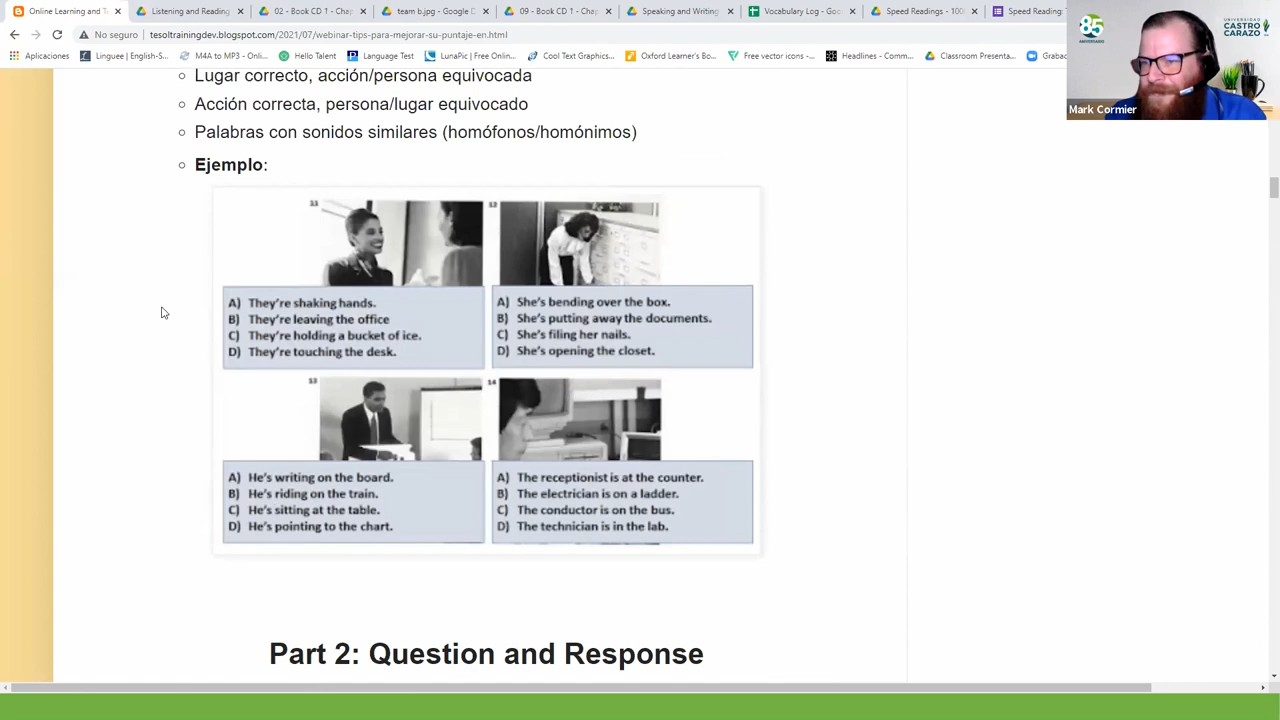 Online Learning and T
Listening and Reading
02 - Book CD 1 - Chap
team b.jpg - Google D
09 - Book CD 1 - Chap
Speaking and Writing
Vocabulary Log - Goo
Speed Readings - 100
Speed Reading
No seguro
tesoltrainingdev.blogspot.com/2021/07/webinar-tips-para-mejorar-su-puntaje-en.html
Aplicaciones
Linguee | English-S...
M4A to MP3 - Onli...
Hello Talent
Language Test
LunaPic | Free Onlin...
Cool Text Graphics...
Oxford Learner's Bo...
Free vector icons -...
Headlines - Comm...
Classroom Presenta...
Grabac
85
ANIVERSARIO
UNIVERSIDAD
CASTRO
CARAZO
Mark Cormier
Lugar correcto, acción/persona equivocada
Acción correcta, persona/lugar equivocado
Palabras con sonidos similares (homófonos/homónimos)
Ejemplo:
11
A) They're shaking hands.
B) They're leaving the office
C) They're holding a bucket of ice.
D) They're touching the desk.
12
A) She's bending over the box.
B) She's putting away the documents.
C) She's filing her nails.
D) She's opening the closet.
13
A) He's writing on the board.
B) He's riding on the train.
C) He's sitting at the table.
D) He's pointing to the chart.
14
A) The receptionist is at the counter.
B) The electrician is on a ladder.
C) The conductor is on the bus.
D) The technician is in the lab.
Part 2: Question and Response